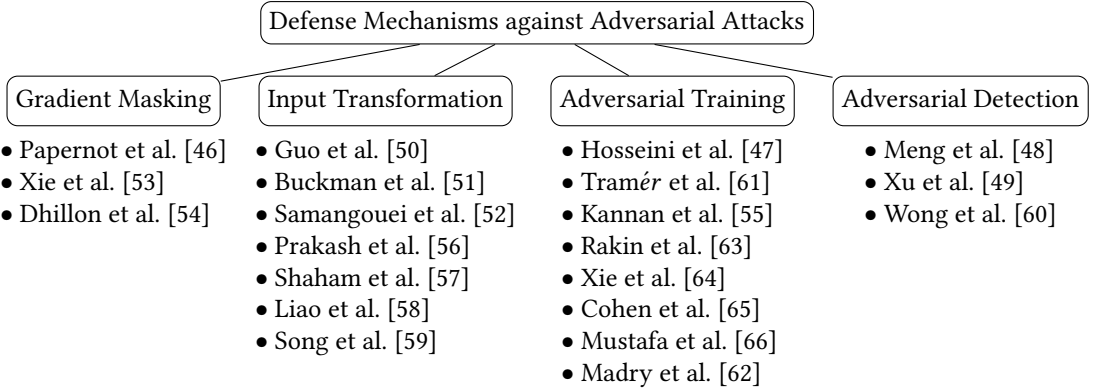 Defense Mechanisms against Adversarial Attacks
Gradient Masking
• Papernot et al. [46]
• Xie et al. [53]
• Dhillon et al. [54]
Input Transformation
• Guo et al. [50]
• Buckman et al. [51]
• Samangouei et al. [52]
• Prakash et al. [56]
• Shaham et al. [57]
• Liao et al. [58]
• Song et al. [59]
Adversarial Training
• Hosseini et al. [47]
• Tramér et al. [61]
• Kannan et al. [55]
• Rakin et al. [63]
• Xie et al. [64]
• Cohen et al. [65]
• Mustafa et al. [66]
• Madry et al. [62]
Adversarial Detection
• Meng et al. [48]
• Xu et al. [49]
• Wong et al. [60]